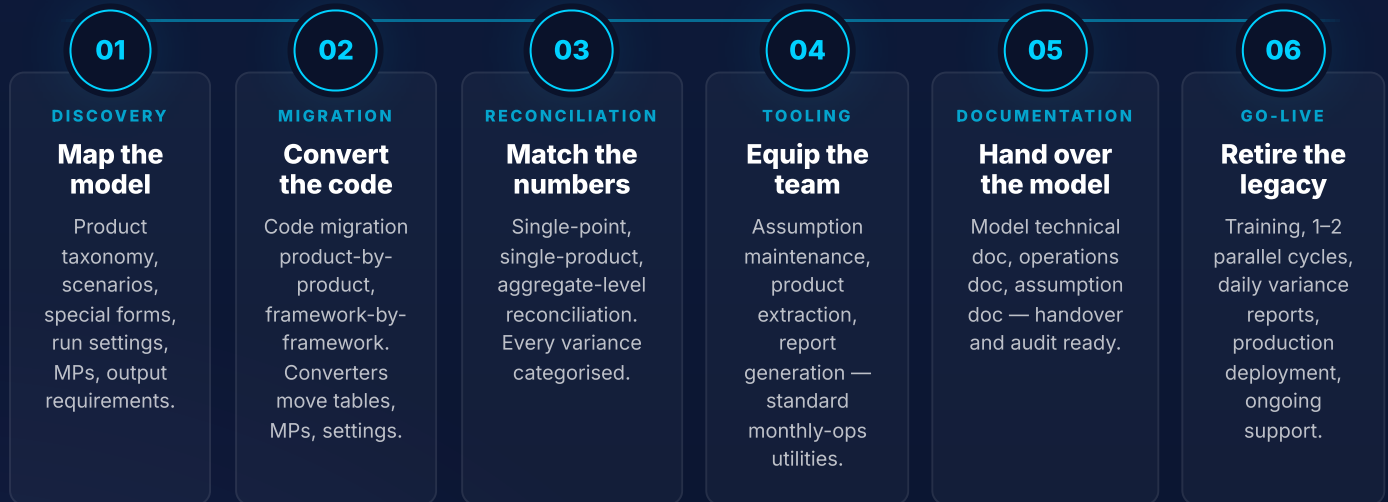 01
DISCOVERY
Map the
model
Product
taxonomy,
scenarios,
special forms,
run settings,
MPs, output
requirements.
02
MIGRATION
Convert
the code
Code migration
product-by-
product,
framework-by-
framework.
Converters
move tables,
MPs, settings.
03
RECONCILIATION
Match the
numbers
Single-point,
single-product,
aggregate-level
reconciliation.
Every variance
categorised.
04
TOOLING
Equip the
team
Assumption
maintenance,
product
extraction,
report
generation —
standard
monthly-ops
utilities.
05
DOCUMENTATION
Hand over
the model
Model technical
doc, operations
doc, assumption
doc — handover
and audit ready.
06
GO-LIVE
Retire the
legacy
Training, 1–2
parallel cycles,
daily variance
reports,
production
deployment,
ongoing
support.